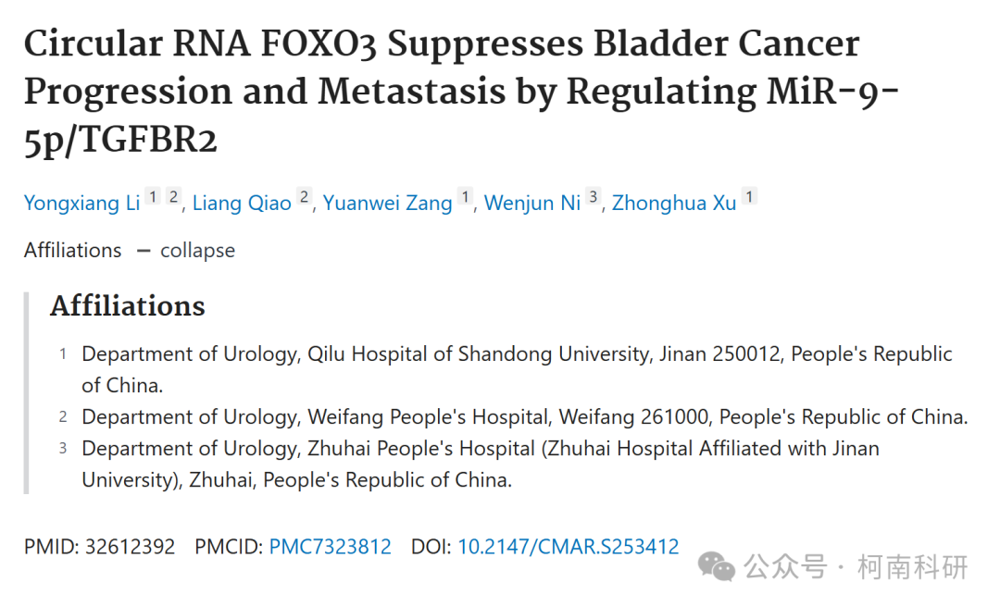 Circular RNA FOXO3 Suppresses Bladder Cancer
Progression and Metastasis by Regulating MiR-9-
5p/TGFBR2
Yongxiang Li 1 2, Liang Qiao 2, Yuanwei Zang 1, Wenjun Ni 3, Zhonghua Xu 1
Affiliations — collapse
Affiliations
1 Department of Urology, Qilu Hospital of Shandong University, Jinan 250012, People's Republic
of China.
2 Department of Urology, Weifang People's Hospital, Weifang 261000, People's Republic of China.
3 Department of Urology, Zhuhai People's Hospital (Zhuhai Hospital Affiliated with Jinan
University), Zhuhai, People's Republic of China.
PMID: 32612392 PMCID: PMC7323812 DOI: 10.2147/CMAR.S253412
公众号 · 柯南科研